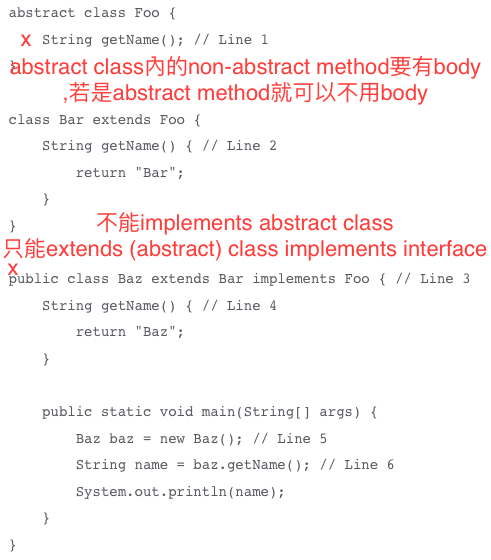 abstract class Foo {
x String getName(); // Line 1
}
abstract class內的non-abstract method要有body
,若是abstract method就可以不用body
class Bar extends Foo {
String getName() { // Line 2
return "Bar";
}
}
不能implements abstract class
只能extends (abstract) class implements interface
x
public class Baz extends Bar implements Foo { // Line 3
String getName() { // Line 4
return "Baz";
}
public static void main(String[] args) {
Baz baz = new Baz(); // Line 5
String name = baz.getName(); // Line 6
System.out.println(name);
}
}